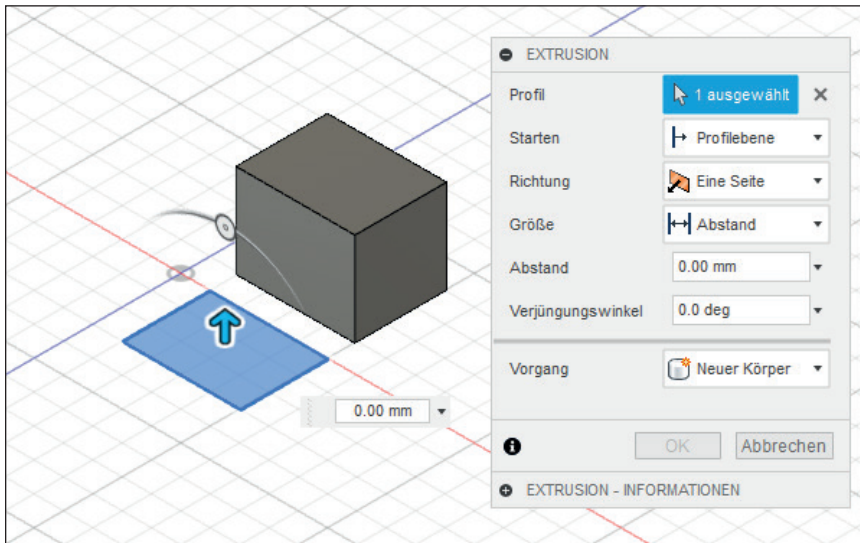 EXTRUSION
Profil 1 ausgewählt
Starten Profilebene
Richtung Eine Seite
Größe Abstand
Abstand 0.00 mm
Verjüngungswinkel 0.0 deg
Vorgang Neuer Körper
0.00 mm
OK Abbrechen
EXTRUSION - INFORMATIONEN